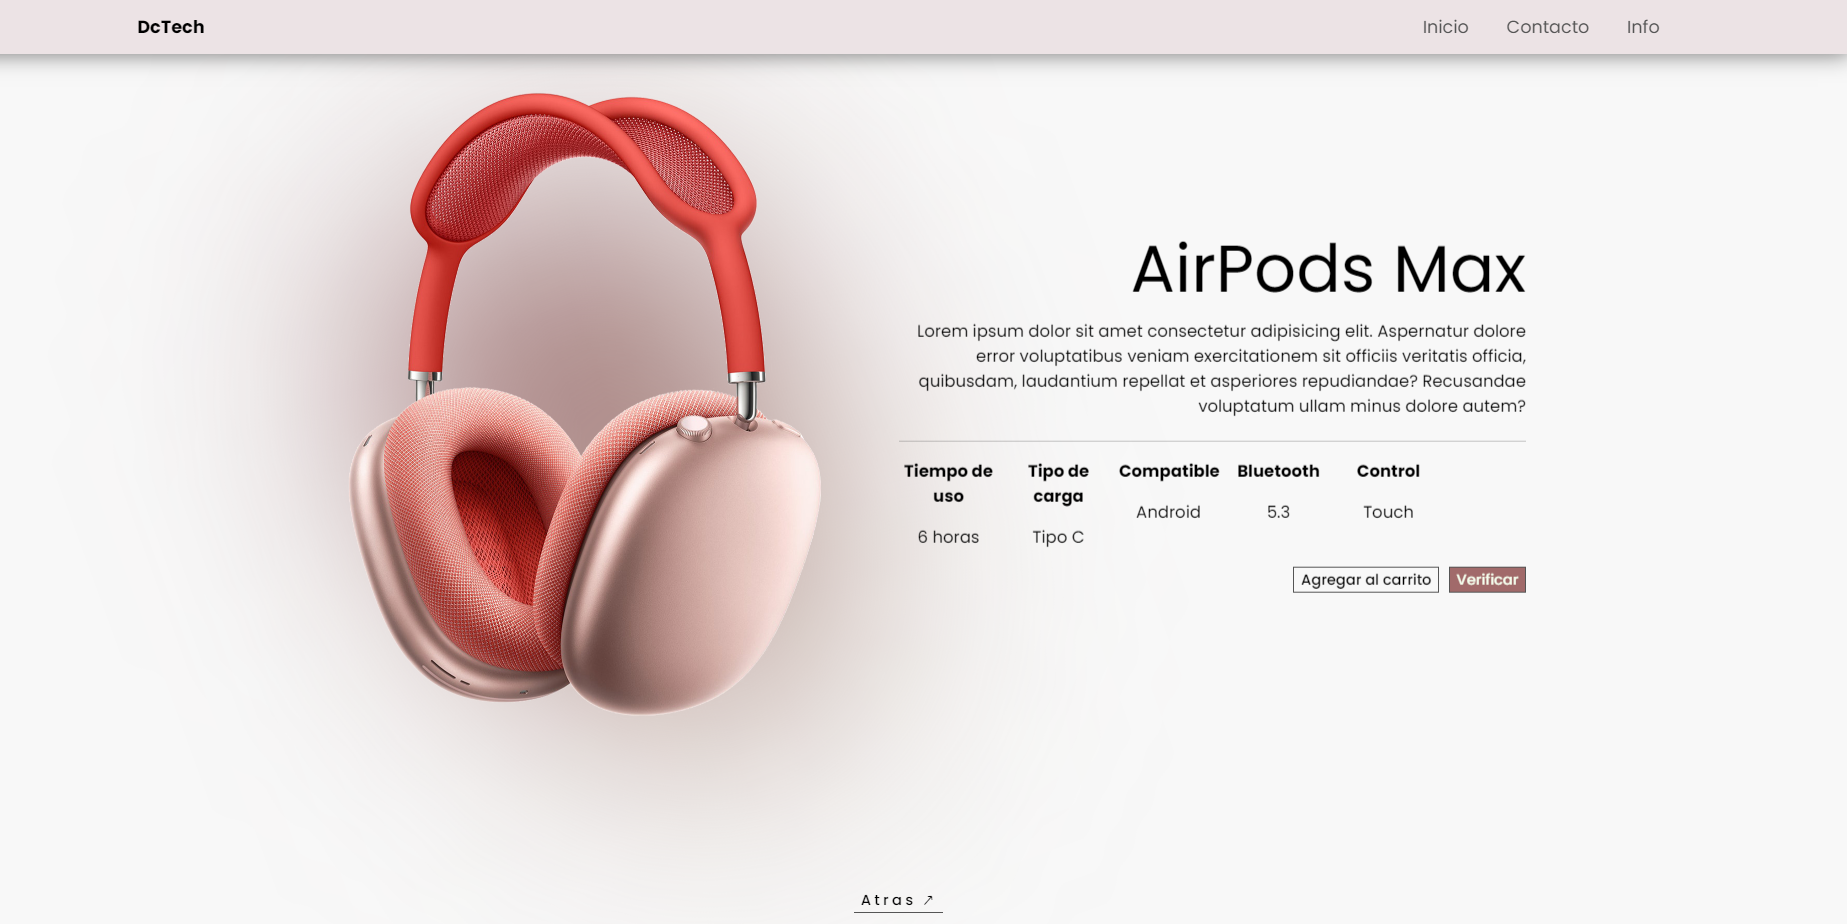 DcTech
Inicio Contacto Info
AirPods Max
Lorem ipsum dolor sit amet consectetur adipisicing elit. Aspernatur dolore
error voluptatibus veniam exercitationem sit officiis veritatis officia,
quibusdam, laudantium repellat et asperiores repudiandae? Recusandae
voluptatum ullam minus dolore autem?
Tiempo de
uso
6 horas
Tipo de
carga
Tipo C
Compatible
Android
Bluetooth
5.3
Control
Touch
Agregar al carrito
Verificar
Atras ↗